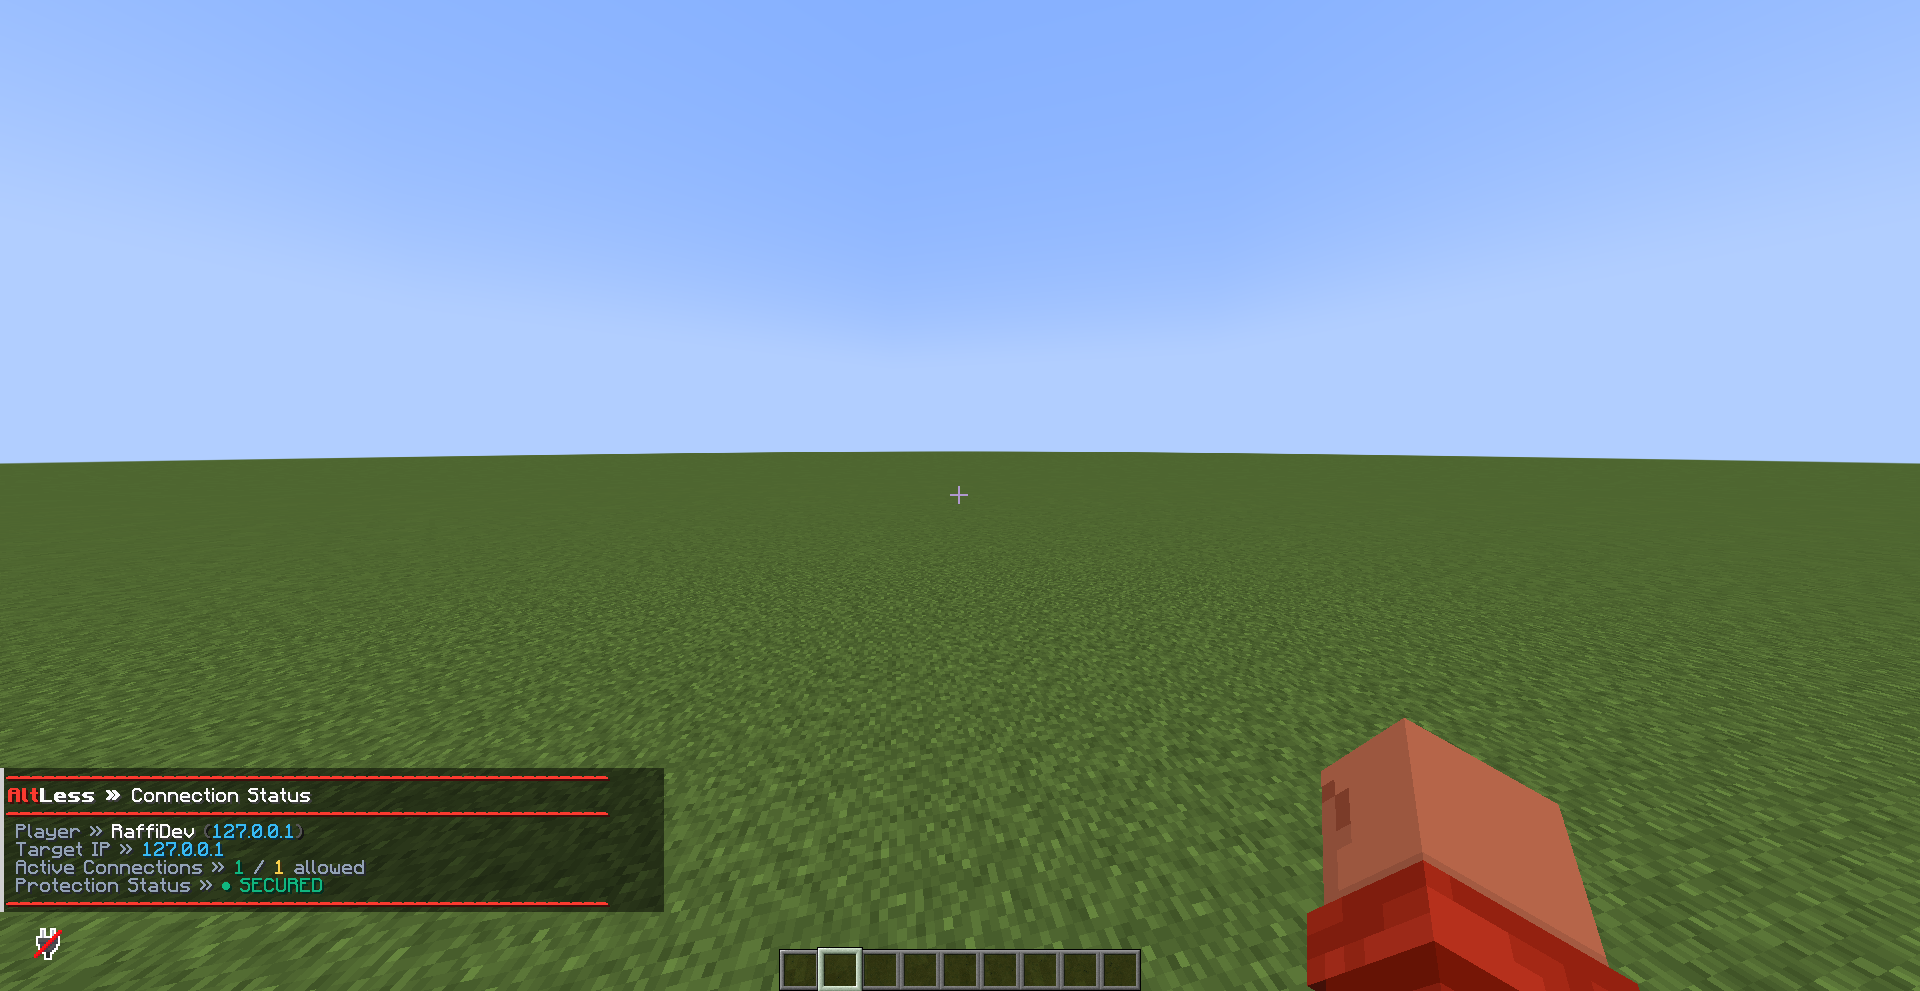 AltLess » Connection Status
Player » RaffiDev (127.0.0.1)
Target IP » 127.0.0.1
Active Connections » 1 / 1 allowed
Protection Status » ● SECURED